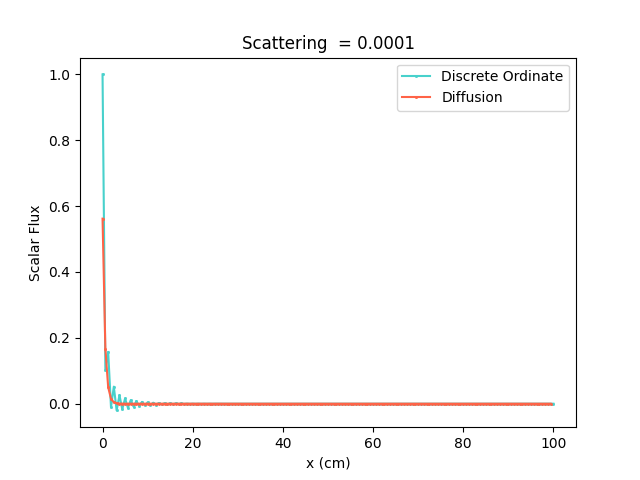 Scattering = 0.0001
Discrete Ordinate
Diffusion
1.0
0.8
0.6
0.4
0.2
0.0
Scalar Flux
0 20 40 60 80 100
x (cm)